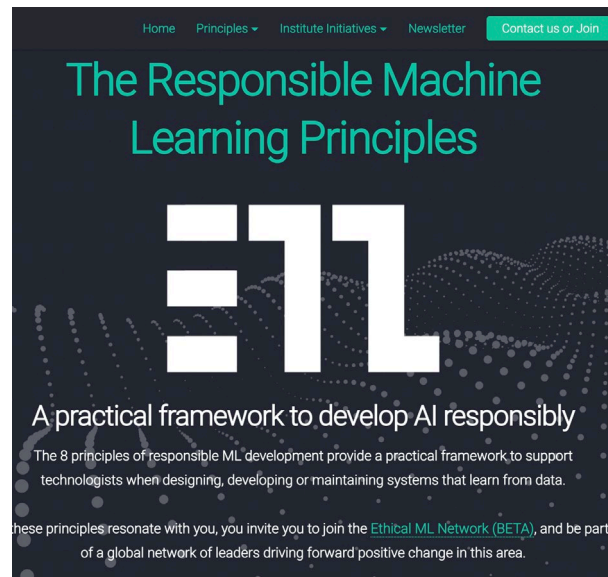 Home Principles Institute Initiatives Newsletter Contact us or Join
The Responsible Machine
Learning Principles
A practical framework to develop AI responsibly
The 8 principles of responsible ML development provide a practical framework to support
technologists when designing, developing or maintaining systems that learn from data.
these principles resonate with you, you invite you to join the Ethical ML Network (BETA), and be part
of a global network of leaders driving forward positive change in this area.